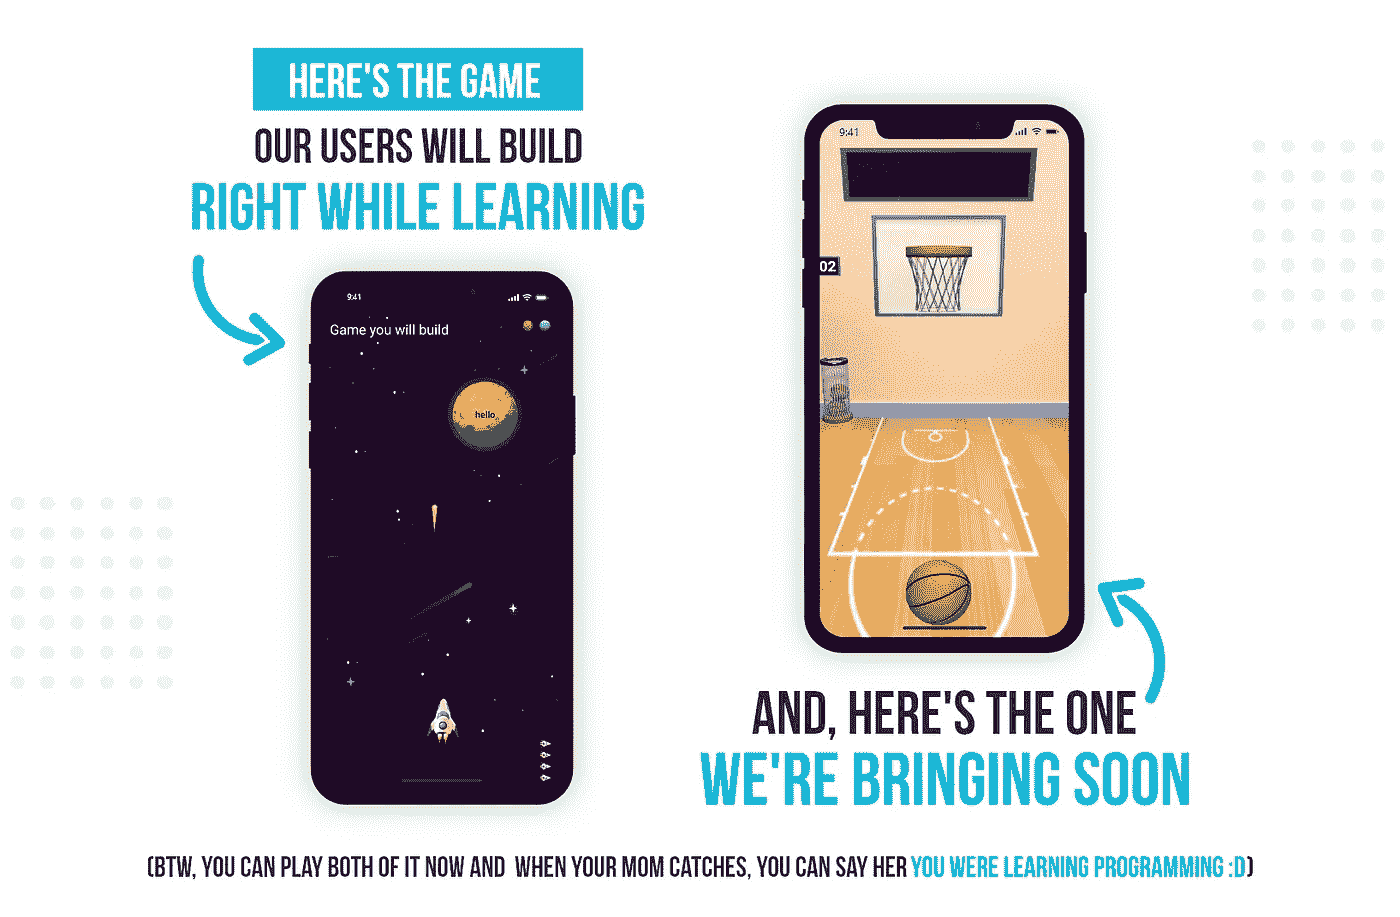 HERE'S THE GAME
OUR USERS WILL BUILD
RIGHT WHILE LEARNING
9:41
Game you will build
hello
9:41
02
AND, HERE'S THE ONE
WE'RE BRINGING SOON
(BTW, YOU CAN PLAY BOTH OF IT NOW AND WHEN YOUR MOM CATCHES, YOU CAN SAY HER YOU WERE LEARNING PROGRAMMING :D)